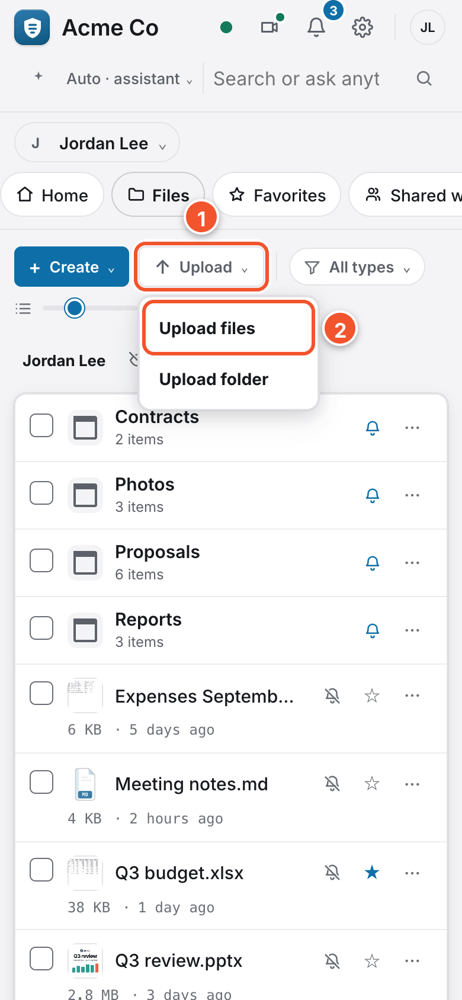 Acme Co
3
JL
Auto · assistant
Search or ask anyt
J Jordan Lee
Home
Files
Favorites
Shared w
1
+ Create
Upload
All types
Upload files
2
Upload folder
Jordan Lee
Contracts
2 items
Photos
3 items
Proposals
6 items
Reports
3 items
Expenses Septemb...
6 KB · 5 days ago
MD
Meeting notes.md
4 KB · 2 hours ago
Q3 budget.xlsx
38 KB · 1 day ago
Q3 review
Q3 review.pptx
2.8 MB · 3 days ago